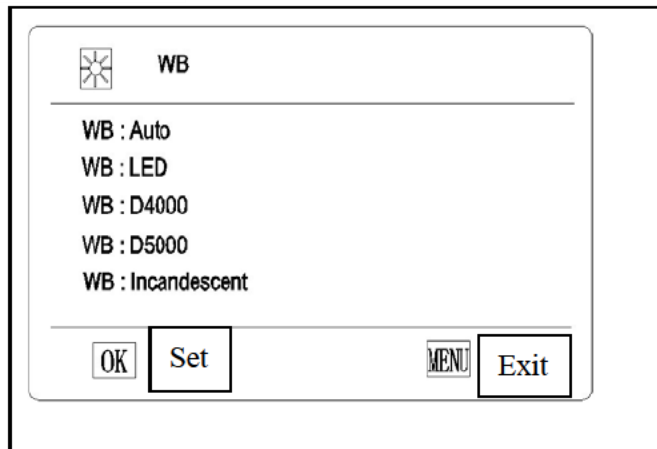 WB
WB : Auto
WB : LED
WB : D4000
WB : D5000
WB : Incandescent
OK Set MENU Exit